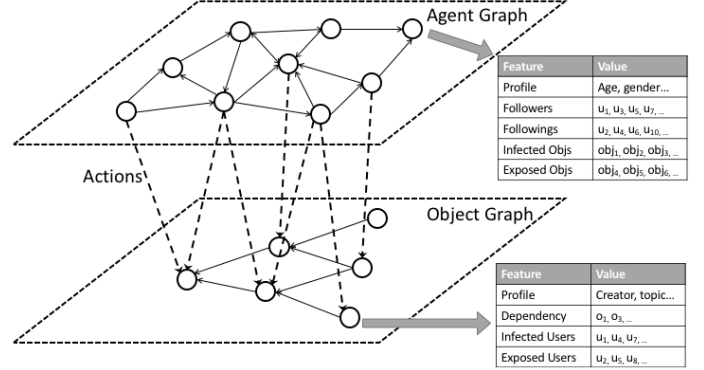 Agent Graph
Feature Value
Profile Age, gender...
Followers u1, u3, u5, u7, ...
Followings u2, u4, u6, u10, ...
Infected Objs obj1, obj2, obj3, ...
Exposed Objs obj4, obj5, obj6, ...
Actions
Object Graph
Feature Value
Profile Creator, topic...
Dependency o1, o3, ...
Infected Users u1, u4, u7, ...
Exposed Users u2, u5, u8, ...